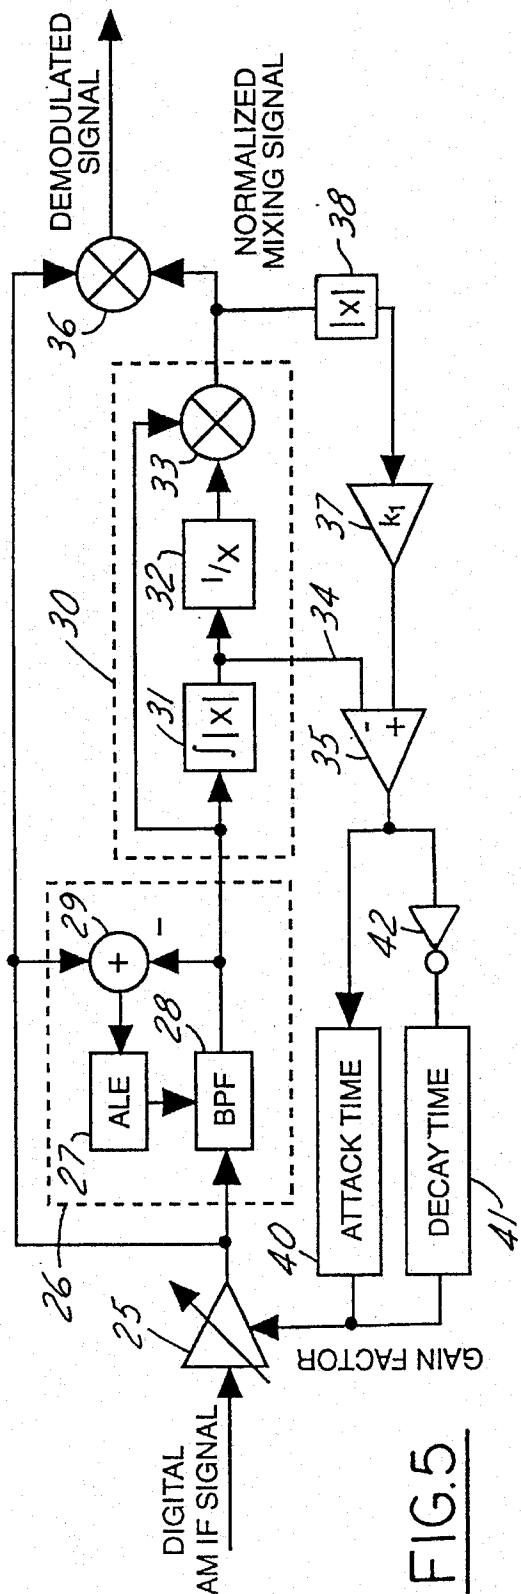 DIGITAL
AM IF SIGNAL
25
26
27
ALE
29
+
−
28
BPF
30
31
∫|X|
32
1/X
33
36
DEMODULATED
SIGNAL
NORMALIZED
MIXING SIGNAL
38
|X|
37
k1
34
35
-
+
42
40
ATTACK TIME
DECAY TIME
41
GAIN FACTOR
FIG.5